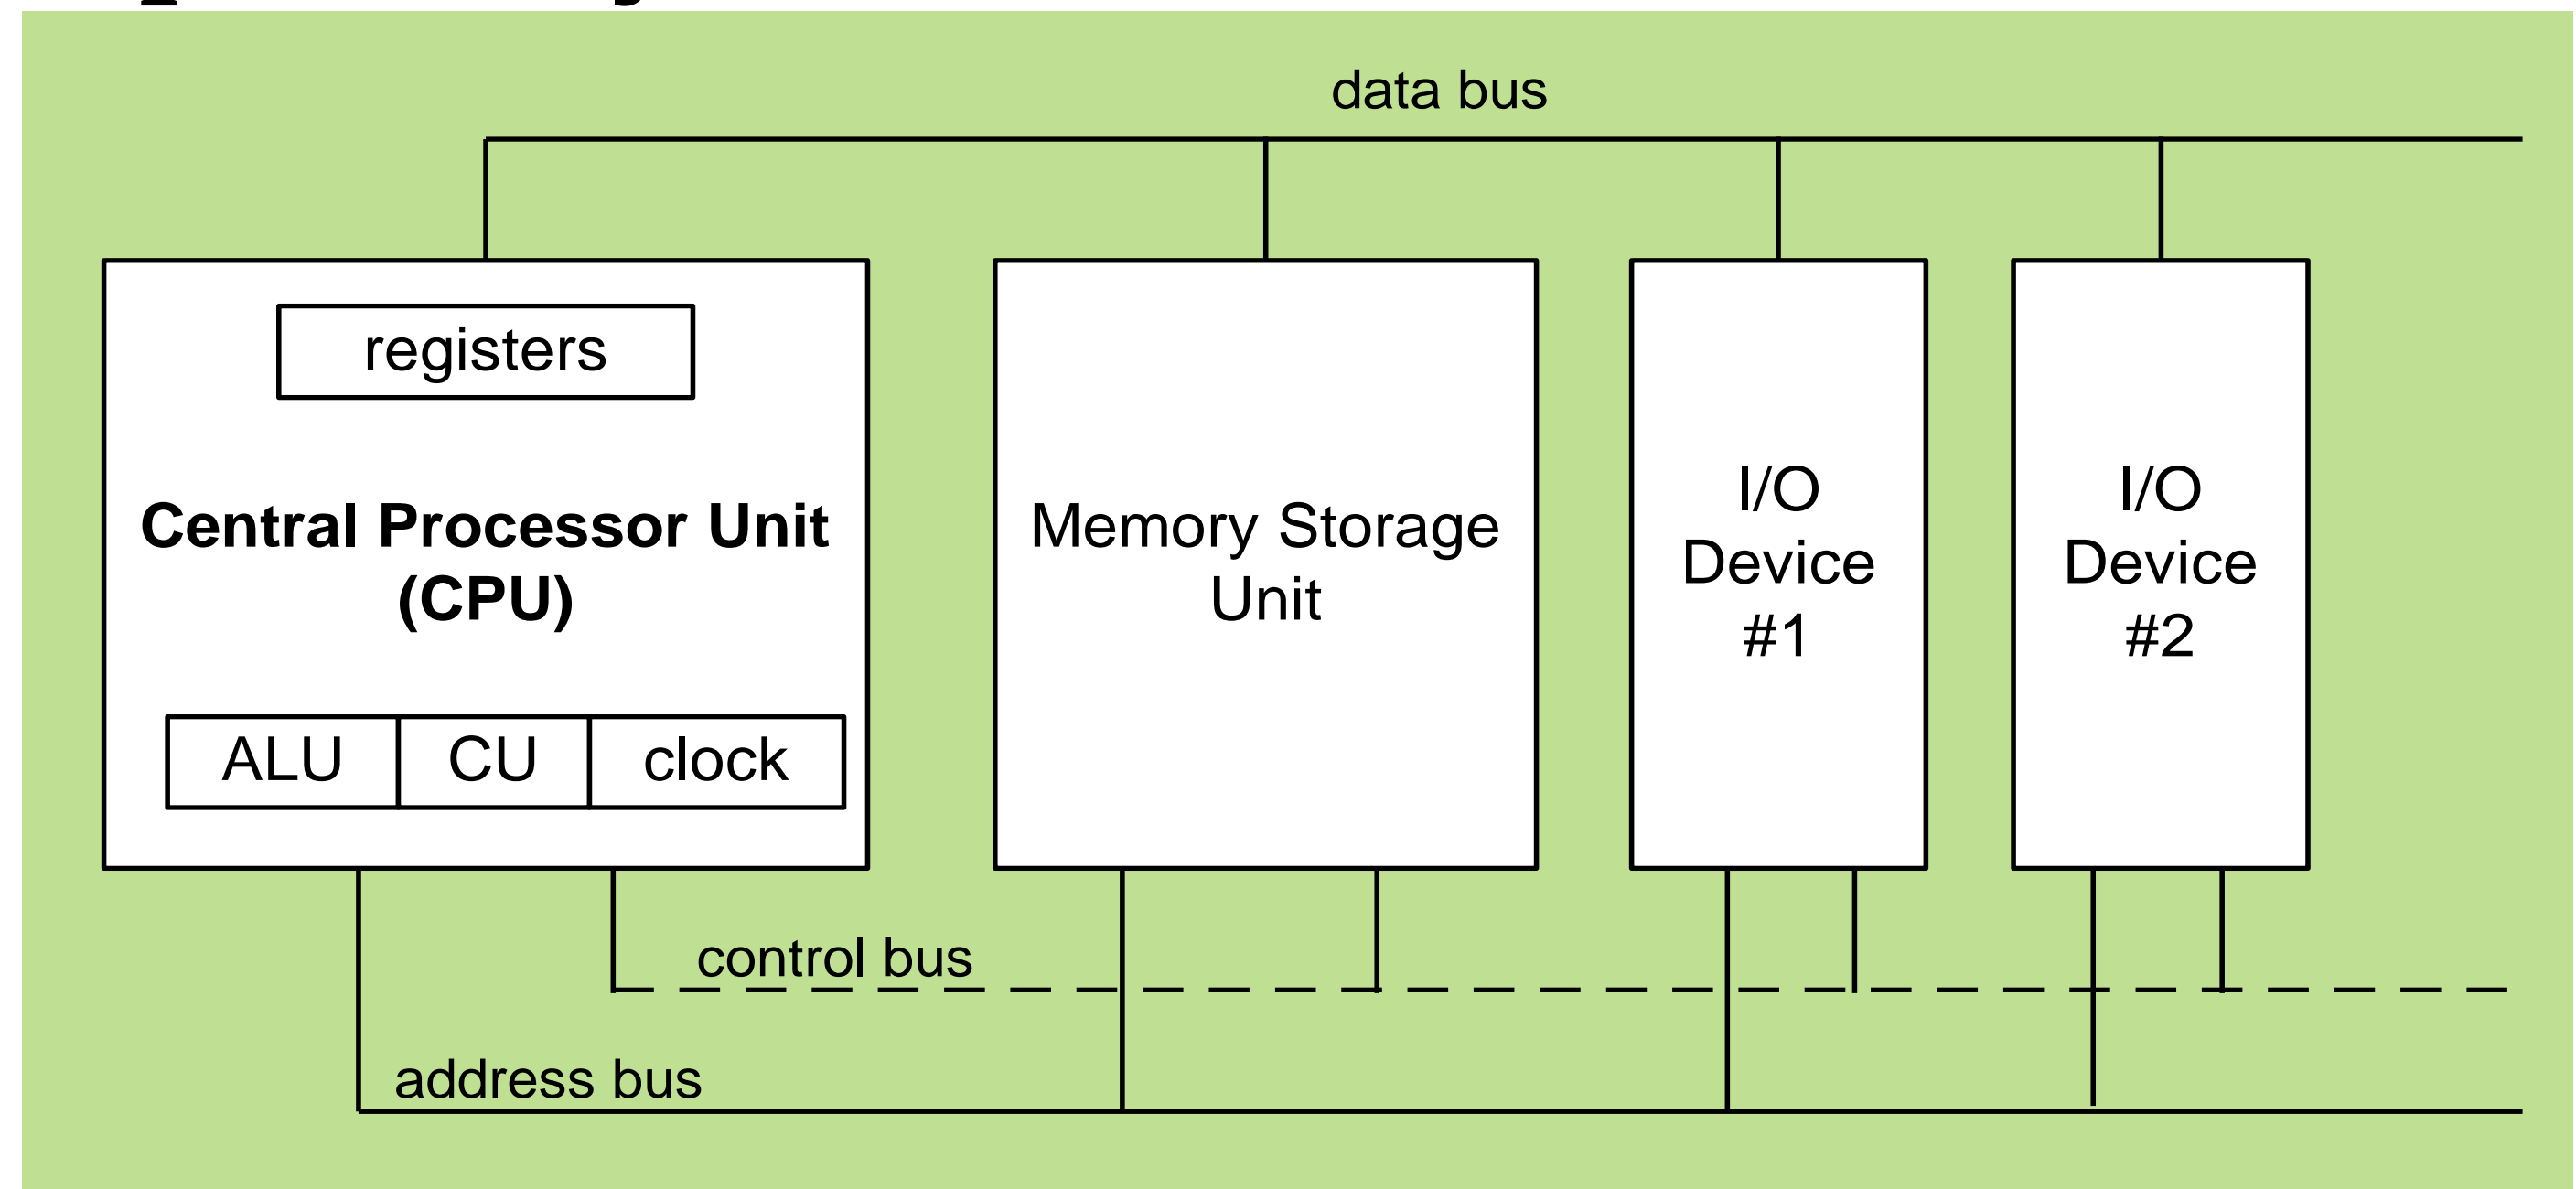 data bus
registers
Central Processor Unit
(CPU)
ALU CU clock
Memory Storage
Unit
I/O
Device
#1
I/O
Device
#2
control bus
address bus